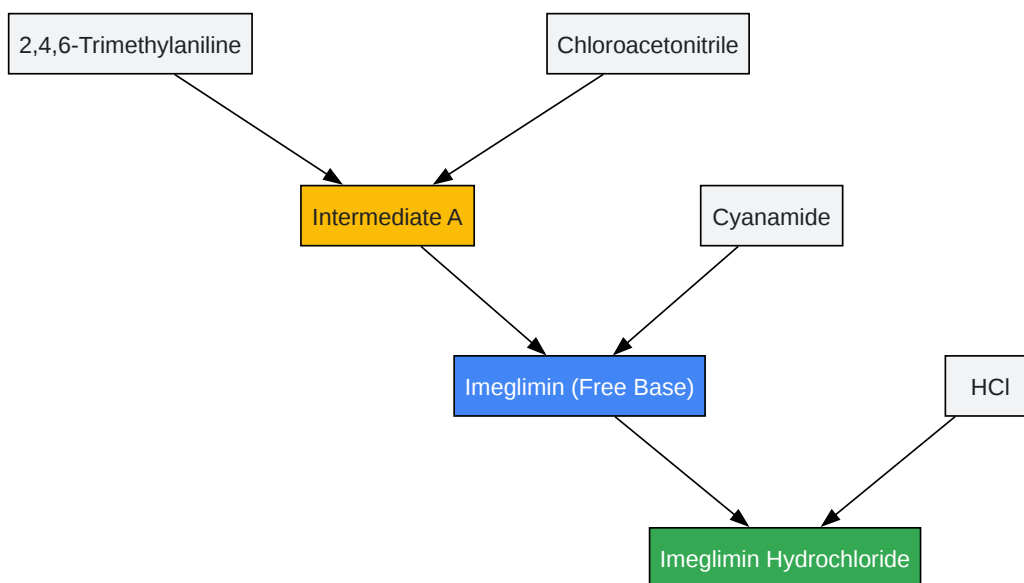 2,4,6-Trimethylaniline
Chloroacetonitrile
Intermediate A
Cyanamide
Imeglimin (Free Base)
HCl
Imeglimin Hydrochloride